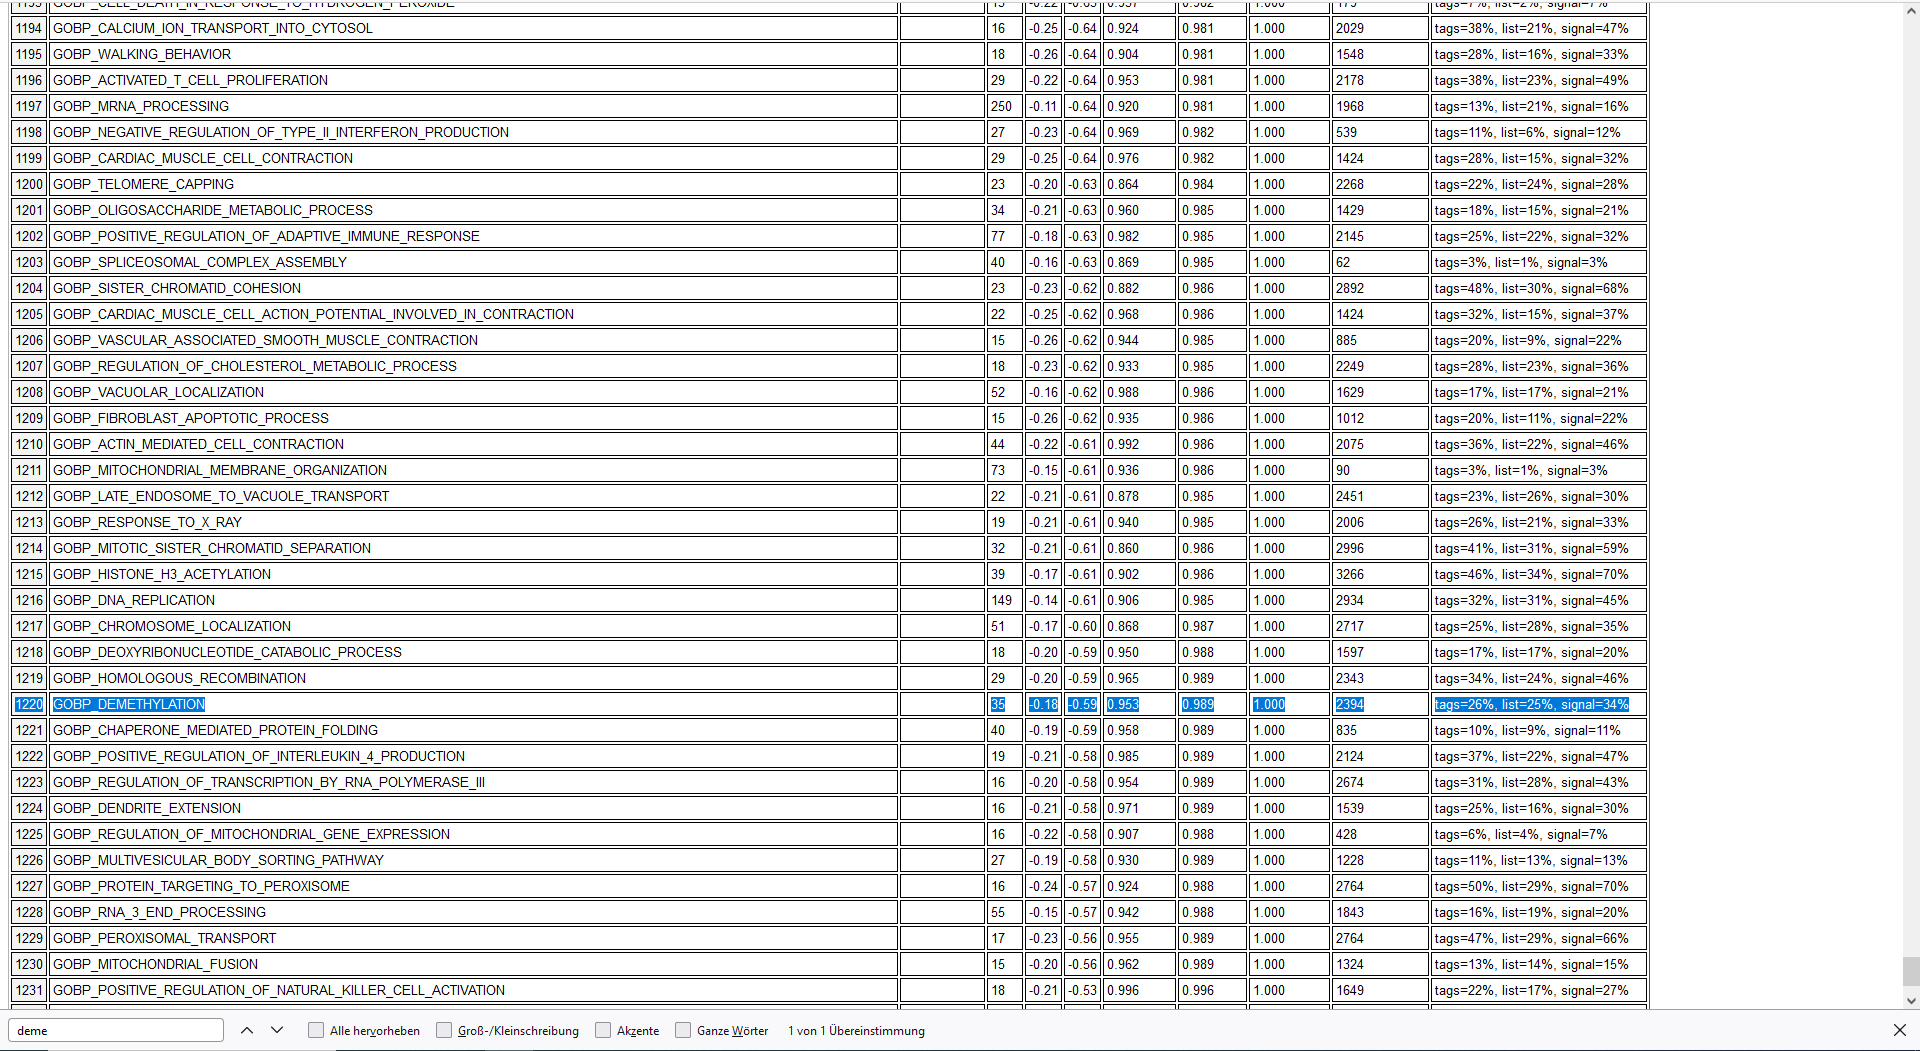 1193 GOBP_CELL_DEATH_IN_RESPONSE_TO_HYDROGEN_PEROXIDE 15 -0.22 -0.65 0.957 0.982 1.000 179 tags=7%, list=2%, signal=7%
1194 GOBP_CALCIUM_ION_TRANSPORT_INTO_CYTOSOL 16 -0.25 -0.64 0.924 0.981 1.000 2029 tags=38%, list=21%, signal=47%
1195 GOBP_WALKING_BEHAVIOR 18 -0.26 -0.64 0.904 0.981 1.000 1548 tags=28%, list=16%, signal=33%
1196 GOBP_ACTIVATED_T_CELL_PROLIFERATION 29 -0.22 -0.64 0.953 0.981 1.000 2178 tags=38%, list=23%, signal=49%
1197 GOBP_MRNA_PROCESSING 250 -0.11 -0.64 0.920 0.981 1.000 1968 tags=13%, list=21%, signal=16%
1198 GOBP_NEGATIVE_REGULATION_OF_TYPE_II_INTERFERON_PRODUCTION 27 -0.23 -0.64 0.969 0.982 1.000 539 tags=11%, list=6%, signal=12%
1199 GOBP_CARDIAC_MUSCLE_CELL_CONTRACTION 29 -0.25 -0.64 0.976 0.982 1.000 1424 tags=28%, list=15%, signal=32%
1200 GOBP_TELOMERE_CAPPING 23 -0.20 -0.63 0.864 0.984 1.000 2268 tags=22%, list=24%, signal=28%
1201 GOBP_OLIGOSACCHARIDE_METABOLIC_PROCESS 34 -0.21 -0.63 0.960 0.985 1.000 1429 tags=18%, list=15%, signal=21%
1202 GOBP_POSITIVE_REGULATION_OF_ADAPTIVE_IMMUNE_RESPONSE 77 -0.18 -0.63 0.982 0.985 1.000 2145 tags=25%, list=22%, signal=32%
1203 GOBP_SPLICEOSOMAL_COMPLEX_ASSEMBLY 40 -0.16 -0.63 0.869 0.985 1.000 62 tags=3%, list=1%, signal=3%
1204 GOBP_SISTER_CHROMATID_COHESION 23 -0.23 -0.62 0.882 0.986 1.000 2892 tags=48%, list=30%, signal=68%
1205 GOBP_CARDIAC_MUSCLE_CELL_ACTION_POTENTIAL_INVOLVED_IN_CONTRACTION 22 -0.25 -0.62 0.968 0.986 1.000 1424 tags=32%, list=15%, signal=37%
1206 GOBP_VASCULAR_ASSOCIATED_SMOOTH_MUSCLE_CONTRACTION 15 -0.26 -0.62 0.944 0.985 1.000 885 tags=20%, list=9%, signal=22%
1207 GOBP_REGULATION_OF_CHOLESTEROL_METABOLIC_PROCESS 18 -0.23 -0.62 0.933 0.985 1.000 2249 tags=28%, list=23%, signal=36%
1208 GOBP_VACUOLAR_LOCALIZATION 52 -0.16 -0.62 0.988 0.986 1.000 1629 tags=17%, list=17%, signal=21%
1209 GOBP_FIBROBLAST_APOPTOTIC_PROCESS 15 -0.26 -0.62 0.935 0.986 1.000 1012 tags=20%, list=11%, signal=22%
1210 GOBP_ACTIN_MEDIATED_CELL_CONTRACTION 44 -0.22 -0.61 0.992 0.986 1.000 2075 tags=36%, list=22%, signal=46%
1211 GOBP_MITOCHONDRIAL_MEMBRANE_ORGANIZATION 73 -0.15 -0.61 0.936 0.986 1.000 90 tags=3%, list=1%, signal=3%
1212 GOBP_LATE_ENDOSOME_TO_VACUOLE_TRANSPORT 22 -0.21 -0.61 0.878 0.985 1.000 2451 tags=23%, list=26%, signal=30%
1213 GOBP_RESPONSE_TO_X_RAY 19 -0.21 -0.61 0.940 0.985 1.000 2006 tags=26%, list=21%, signal=33%
1214 GOBP_MITOTIC_SISTER_CHROMATID_SEPARATION 32 -0.21 -0.61 0.860 0.986 1.000 2996 tags=41%, list=31%, signal=59%
1215 GOBP_HISTONE_H3_ACETYLATION 39 -0.17 -0.61 0.902 0.986 1.000 3266 tags=46%, list=34%, signal=70%
1216 GOBP_DNA_REPLICATION 149 -0.14 -0.61 0.906 0.985 1.000 2934 tags=32%, list=31%, signal=45%
1217 GOBP_CHROMOSOME_LOCALIZATION 51 -0.17 -0.60 0.868 0.987 1.000 2717 tags=25%, list=28%, signal=35%
1218 GOBP_DEOXYRIBONUCLEOTIDE_CATABOLIC_PROCESS 18 -0.20 -0.59 0.950 0.988 1.000 1597 tags=17%, list=17%, signal=20%
1219 GOBP_HOMOLOGOUS_RECOMBINATION 29 -0.20 -0.59 0.965 0.989 1.000 2343 tags=34%, list=24%, signal=46%
1220 GOBP_DEMETHYLATION 35 -0.18 -0.59 0.953 0.989 1.000 2394 tags=26%, list=25%, signal=34%
1221 GOBP_CHAPERONE_MEDIATED_PROTEIN_FOLDING 40 -0.19 -0.59 0.958 0.989 1.000 835 tags=10%, list=9%, signal=11%
1222 GOBP_POSITIVE_REGULATION_OF_INTERLEUKIN_4_PRODUCTION 19 -0.21 -0.58 0.985 0.989 1.000 2124 tags=37%, list=22%, signal=47%
1223 GOBP_REGULATION_OF_TRANSCRIPTION_BY_RNA_POLYMERASE_III 16 -0.20 -0.58 0.954 0.989 1.000 2674 tags=31%, list=28%, signal=43%
1224 GOBP_DENDRITE_EXTENSION 16 -0.21 -0.58 0.971 0.989 1.000 1539 tags=25%, list=16%, signal=30%
1225 GOBP_REGULATION_OF_MITOCHONDRIAL_GENE_EXPRESSION 16 -0.22 -0.58 0.907 0.988 1.000 428 tags=6%, list=4%, signal=7%
1226 GOBP_MULTIVESICULAR_BODY_SORTING_PATHWAY 27 -0.19 -0.58 0.930 0.989 1.000 1228 tags=11%, list=13%, signal=13%
1227 GOBP_PROTEIN_TARGETING_TO_PEROXISOME 16 -0.24 -0.57 0.924 0.988 1.000 2764 tags=50%, list=29%, signal=70%
1228 GOBP_RNA_3_END_PROCESSING 55 -0.15 -0.57 0.942 0.988 1.000 1843 tags=16%, list=19%, signal=20%
1229 GOBP_PEROXISOMAL_TRANSPORT 17 -0.23 -0.56 0.955 0.989 1.000 2764 tags=47%, list=29%, signal=66%
1230 GOBP_MITOCHONDRIAL_FUSION 15 -0.20 -0.56 0.962 0.989 1.000 1324 tags=13%, list=14%, signal=15%
1231 GOBP_POSITIVE_REGULATION_OF_NATURAL_KILLER_CELL_ACTIVATION 18 -0.21 -0.53 0.996 0.996 1.000 1649 tags=22%, list=17%, signal=27%
deme Alle hervorheben Groß-/Kleinschreibung Akzente Ganze Wörter 1 von 1 Übereinstimmung